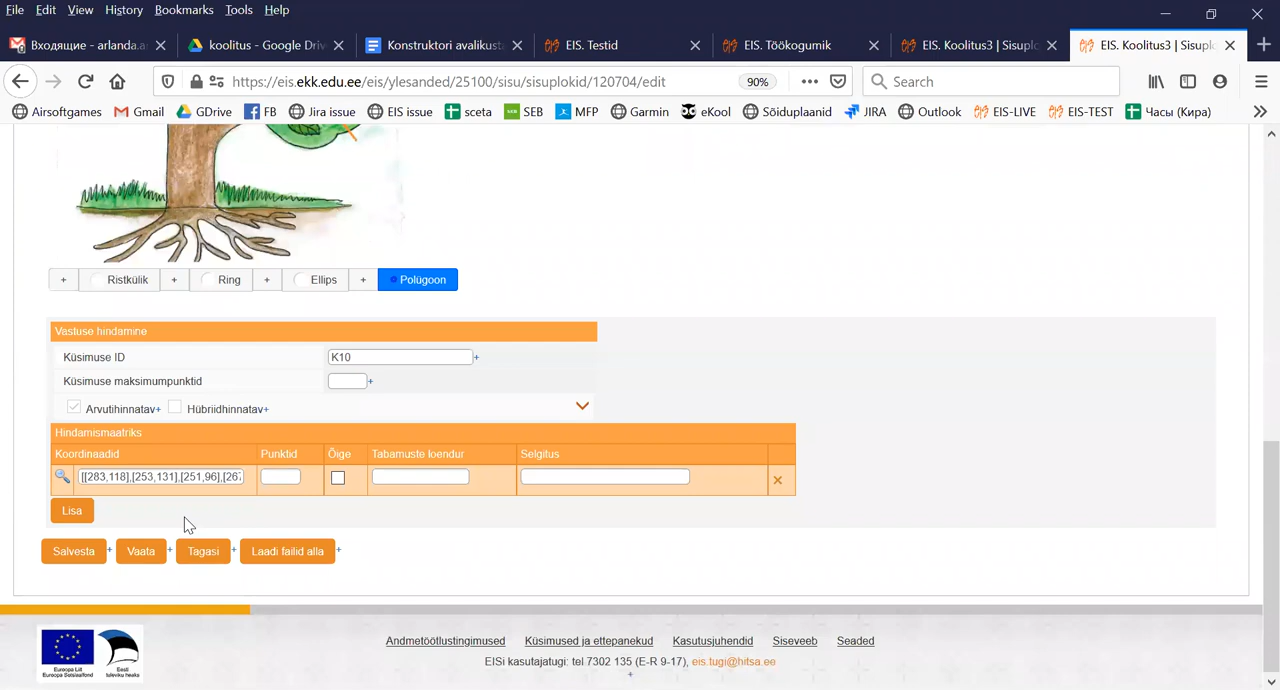 File Edit View History Bookmarks Tools Help
Входящие - arlanda.a koolitus - Google Driv Konstruktori avalikusta EIS. Testid EIS. Töökogumik EIS. Koolitus3 | Sisuplo EIS. Koolitus3 | Sisuplo
https://eis.ekk.edu.ee/eis/ylesanded/25100/sisu/sisuplokid/120704/edit 90% Search
Airsoftgames Gmail GDrive FB Jira issue EIS issue sceta SEB MFP Garmin eKool Sõiduplaanid JIRA Outlook EIS-LIVE EIS-TEST Часы (Кира)
+ Ristkülik + Ring + Ellips + Polügoon
Vastuse hindamine
Küsimuse ID K10 +
Küsimuse maksimumpunktid +
Arvutihinnatav+ Hübriidhinnatav+
Hindamismaatriks
Koordinaadid Punktid Õige Tabamuste loendur Selgitus
[[283,118],[253,131],[251,96],[267
Lisa
Salvesta + Vaata + Tagasi + Laadi failid alla +
Andmetöötlustingimused Küsimused ja ettepanekud Kasutusjuhendid Siseveeb Seaded
EISi kasutajatugi: tel 7302 135 (E-R 9-17), eis.tugi@hitsa.ee
+
Euroopa Liit
Euroopa Sotsiaalfond
Eesti
tuleviku heaks